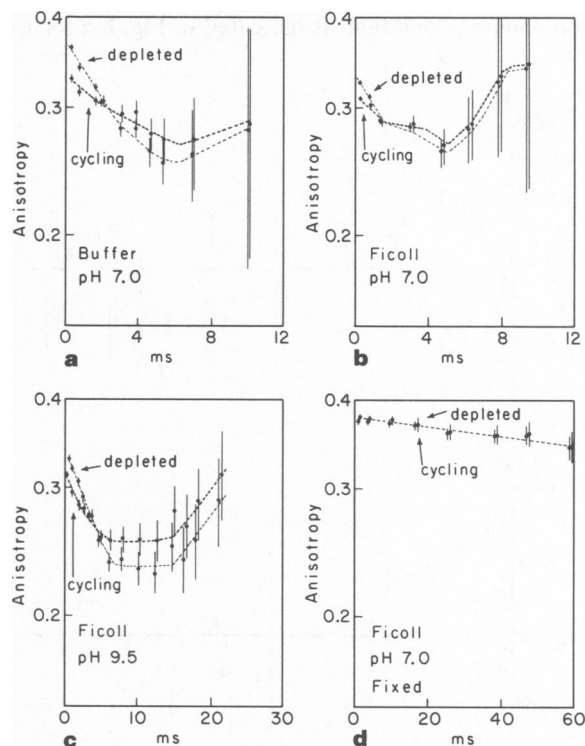 0.4
depleted
0.3
cycling
0.2
Anisotropy
Buffer
pH 7.0
0 4 8 12
a ms
0.4
depleted
0.3
cycling
0.2
Anisotropy
Ficoll
pH 7.0
0 4 8 12
b ms
0.4
depleted
0.3
cycling
0.2
Anisotropy
Ficoll
pH 9.5
0 10 20 30
c ms
0.4
depleted
cycling
0.3
0.2
Anisotropy
Ficoll
pH 7.0
Fixed
0 20 40 60
d ms